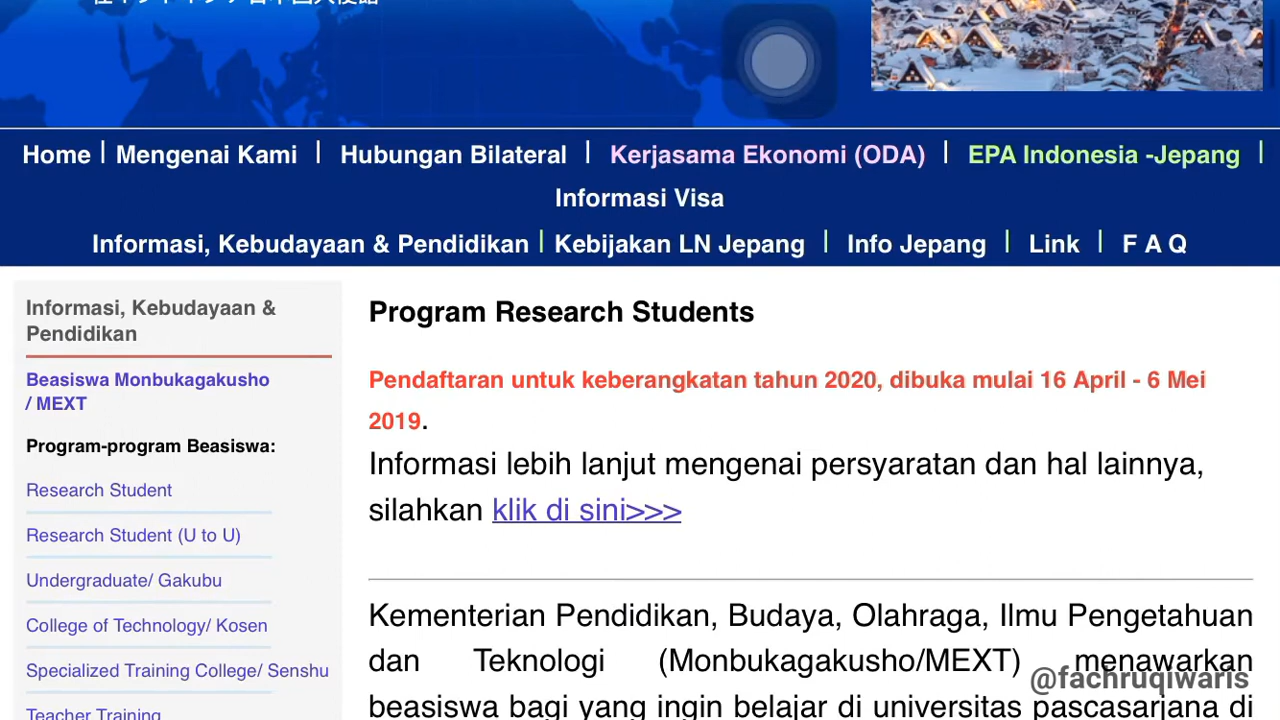 Home | Mengenai Kami | Hubungan Bilateral | Kerjasama Ekonomi (ODA) | EPA Indonesia -Jepang |
Informasi Visa
Informasi, Kebudayaan & Pendidikan | Kebijakan LN Jepang | Info Jepang | Link | F A Q
Informasi, Kebudayaan &
Pendidikan
Beasiswa Monbukagakusho
/ MEXT
Program-program Beasiswa:
Research Student
Research Student (U to U)
Undergraduate/ Gakubu
College of Technology/ Kosen
Specialized Training College/ Senshu
Teacher Training
Program Research Students
Pendaftaran untuk keberangkatan tahun 2020, dibuka mulai 16 April - 6 Mei
2019.
Informasi lebih lanjut mengenai persyaratan dan hal lainnya,
silahkan klik di sini>>>
Kementerian Pendidikan, Budaya, Olahraga, Ilmu Pengetahuan
dan Teknologi (Monbukagakusho/MEXT) menawarkan
beasiswa bagi yang ingin belajar di universitas pascasarjana di
@fachruqiwaris